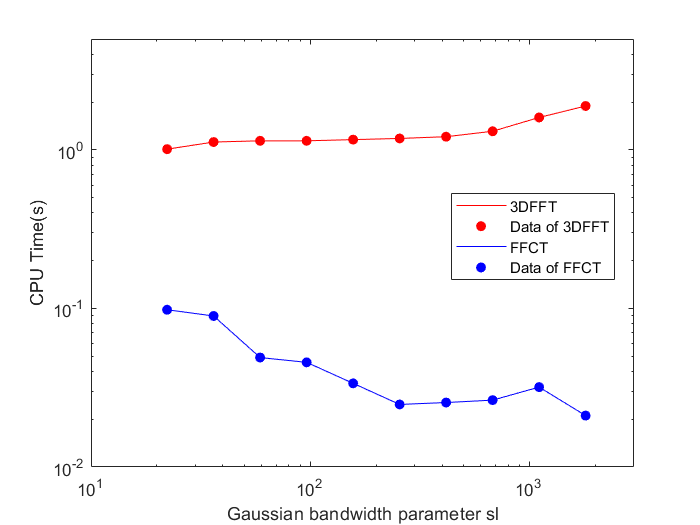 10^0
10^-1
10^-2
10^1
10^2
10^3
CPU Time(s)
Gaussian bandwidth parameter sl
3DFFT
Data of 3DFFT
FFCT
Data of FFCT